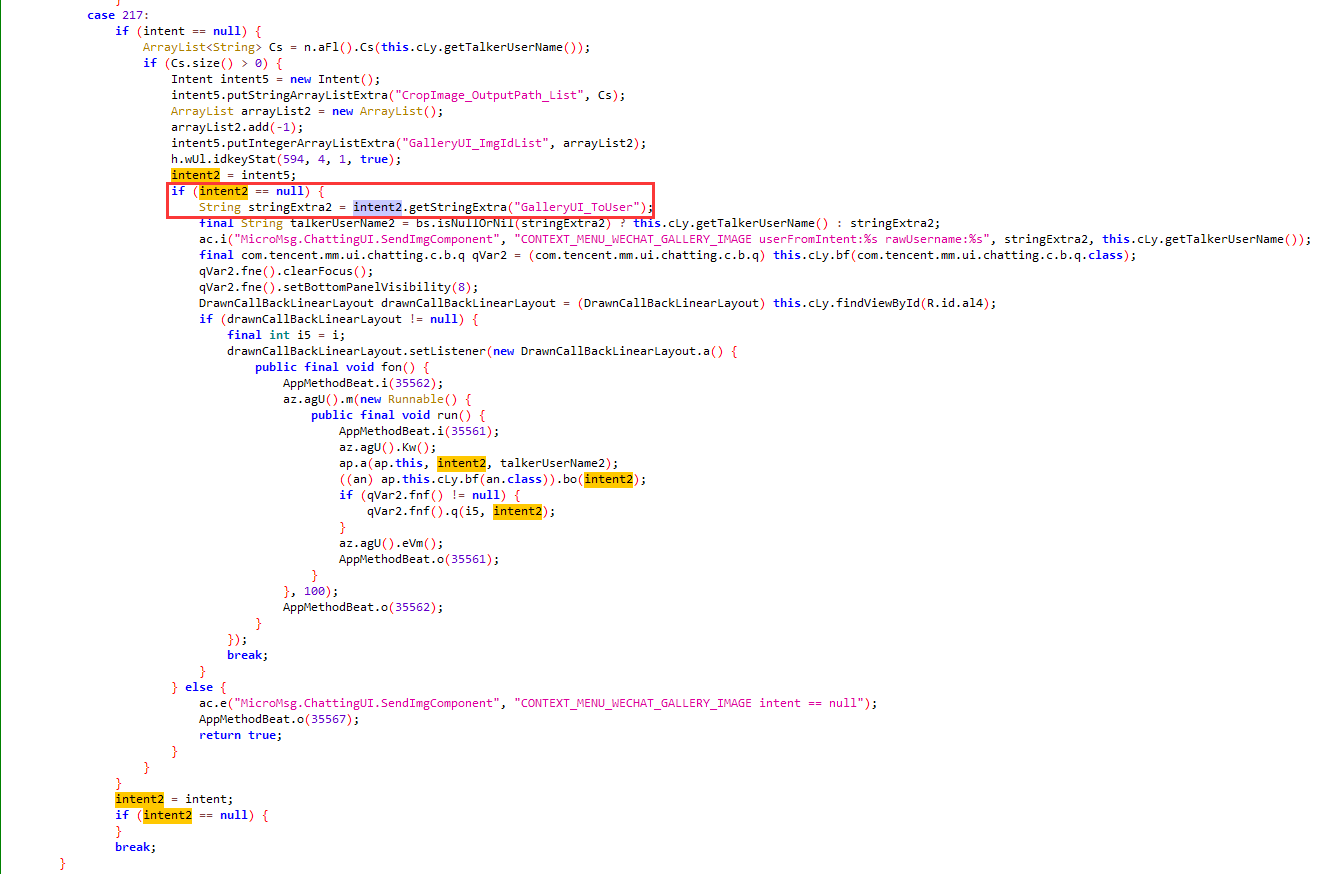 }
case 217:
if (intent == null) {
ArrayList<String> Cs = n.aFl().Cs(this.cLy.getTalkerUserName());
if (Cs.size() > 0) {
Intent intent5 = new Intent();
intent5.putStringArrayListExtra("CropImage_OutputPath_List", Cs);
ArrayList arrayList2 = new ArrayList();
arrayList2.add(-1);
intent5.putIntegerArrayListExtra("GalleryUI_ImgIdList", arrayList2);
h.wUl.idkeyStat(594, 4, 1, true);
intent2 = intent5;
if (intent2 == null) {
String stringExtra2 = intent2.getStringExtra("GalleryUI_ToUser");
final String talkerUserName2 = bs.isNullOrNil(stringExtra2) ? this.cLy.getTalkerUserName() : stringExtra2;
ac.i("MicroMsg.ChattingUI.SendImgComponent", "CONTEXT_MENU_WECHAT_GALLERY_IMAGE userFromIntent:%s rawUsername:%s", stringExtra2, this.cLy.getTalkerUserName());
final com.tencent.mm.ui.chatting.c.b.q qVar2 = (com.tencent.mm.ui.chatting.c.b.q) this.cLy.bf(com.tencent.mm.ui.chatting.c.b.q.class);
qVar2.fne().clearFocus();
qVar2.fne().setBottomPanelVisibility(8);
DrawnCallBackLinearLayout drawnCallBackLinearLayout = (DrawnCallBackLinearLayout) this.cLy.findViewById(R.id.al4);
if (drawnCallBackLinearLayout != null) {
final int i5 = i;
drawnCallBackLinearLayout.setListener(new DrawnCallBackLinearLayout.a() {
public final void fon() {
AppMethodBeat.i(35562);
az.agU().m(new Runnable() {
public final void run() {
AppMethodBeat.i(35561);
az.agU().Kw();
ap.a(ap.this, intent2, talkerUserName2);
((an) ap.this.cLy.bf(an.class)).bo(intent2);
if (qVar2.fnf() != null) {
qVar2.fnf().q(i5, intent2);
}
az.agU().eVm();
AppMethodBeat.o(35561);
}
}, 100);
AppMethodBeat.o(35562);
}
});
break;
}
} else {
ac.e("MicroMsg.ChattingUI.SendImgComponent", "CONTEXT_MENU_WECHAT_GALLERY_IMAGE intent == null");
AppMethodBeat.o(35567);
return true;
}
}
}
intent2 = intent;
if (intent2 == null) {
}
break;
}